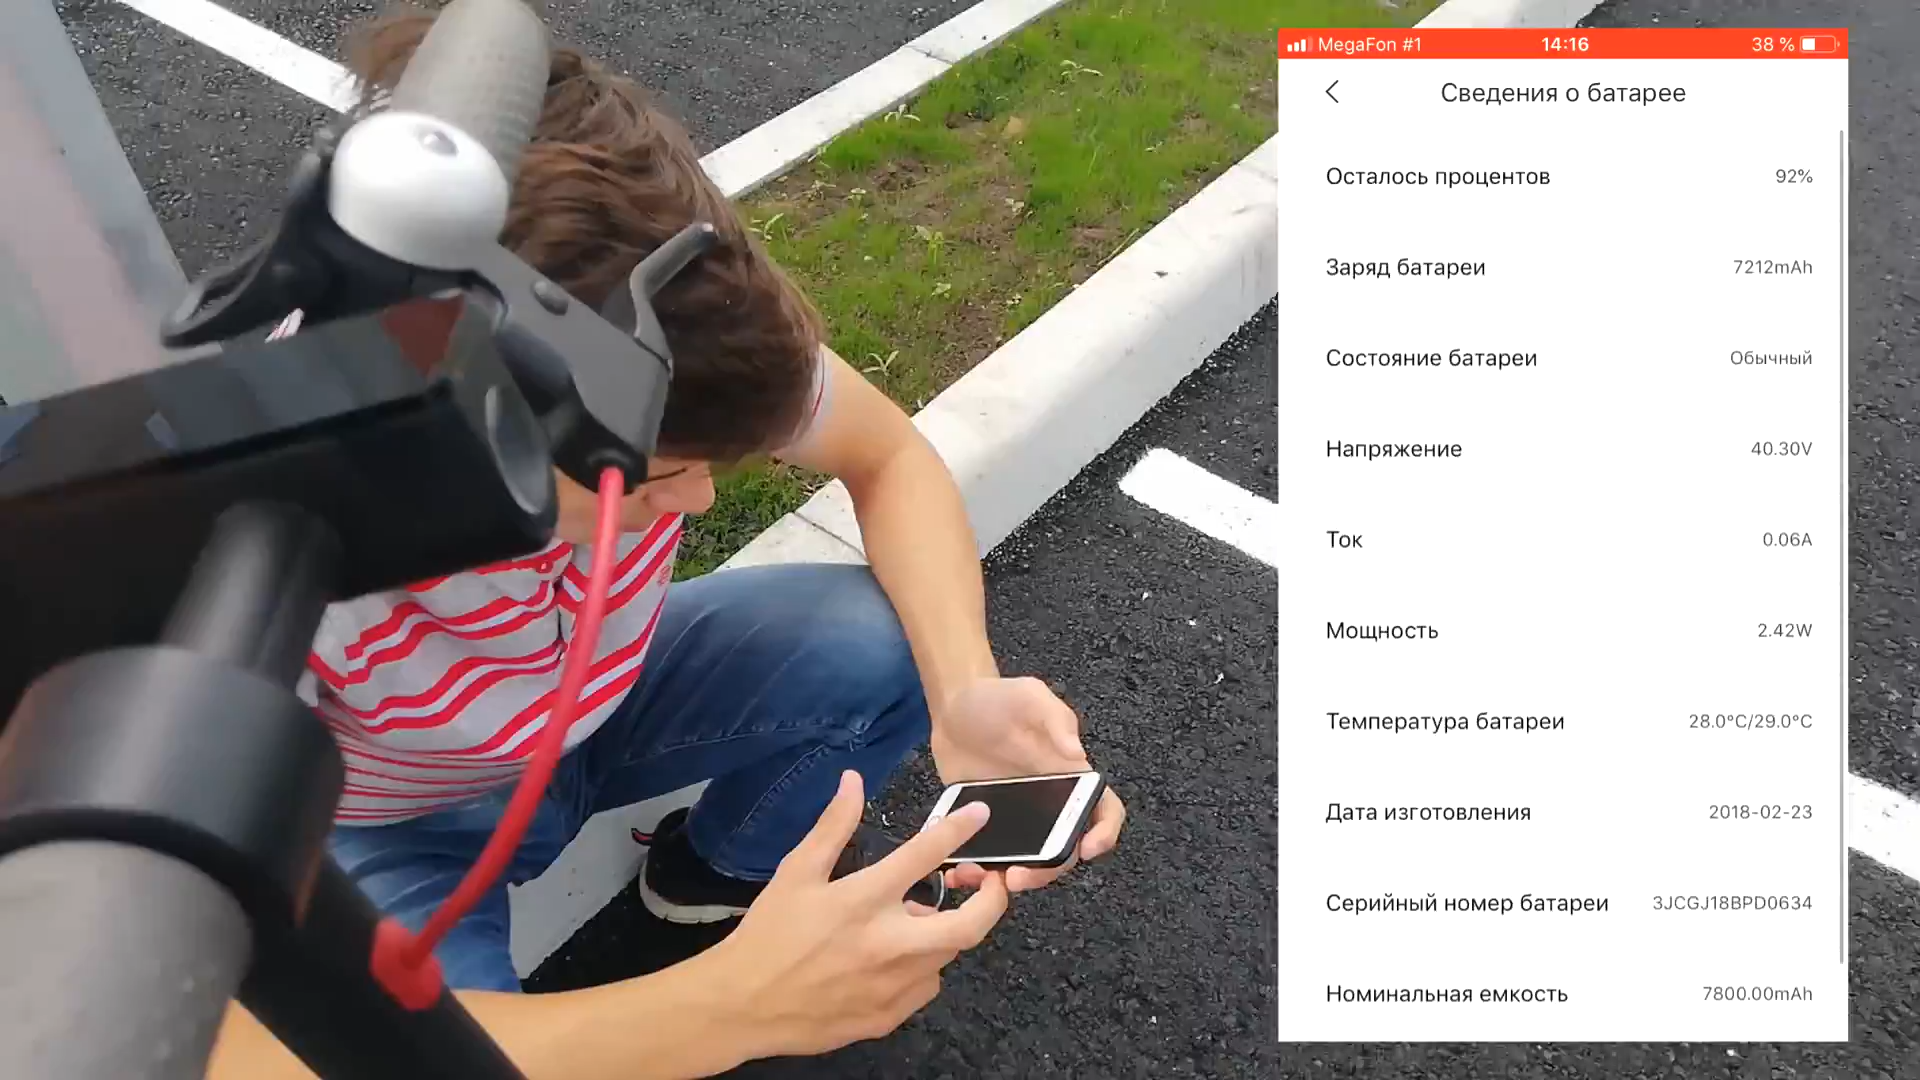 MegaFon #1 14:16 38 %
Сведения о батарее
Осталось процентов 92%
Заряд батареи 7212mAh
Состояние батареи Обычный
Напряжение 40.30V
Ток 0.06A
Мощность 2.42W
Температура батареи 28.0°C/29.0°C
Дата изготовления 2018-02-23
Серийный номер батареи 3JCGJ18BPD0634
Номинальная емкость 7800.00mAh